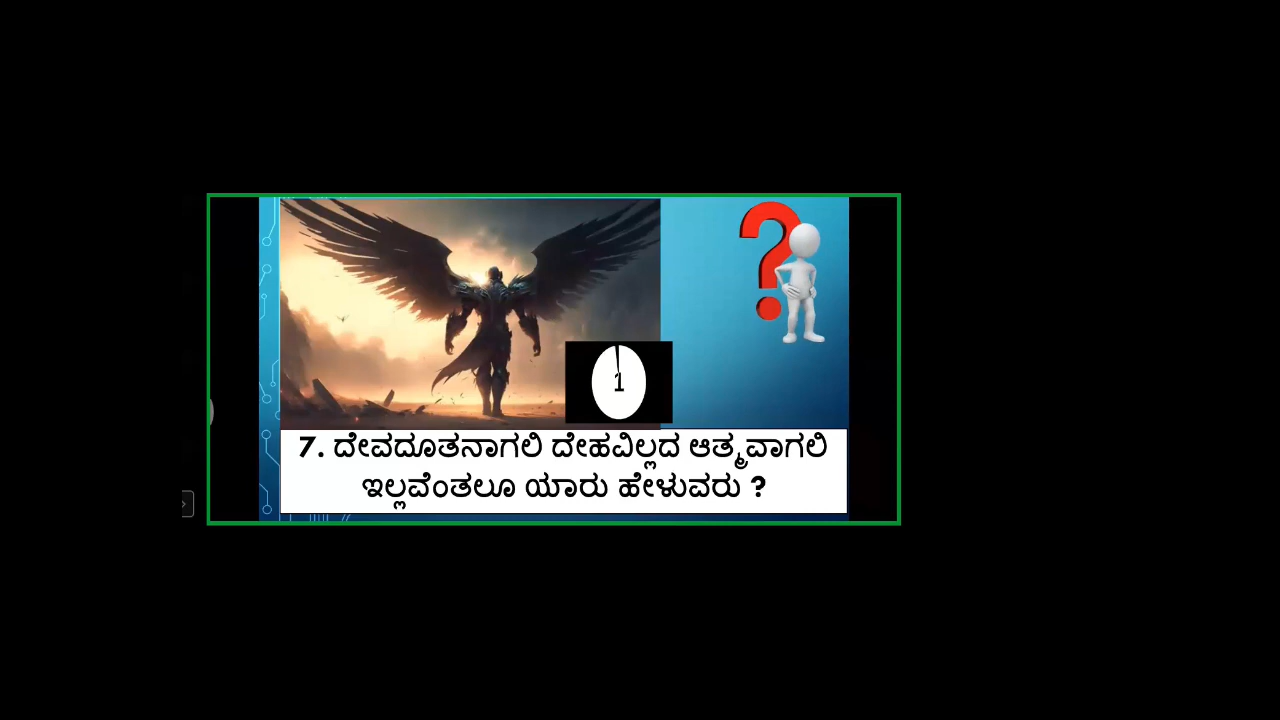 1
7. ದೇವದೂತನಾಗಲಿ ದೇಹವಿಲ್ಲದ ಆತ್ಮವಾಗಲಿ
ಇಲ್ಲವೆಂತಲೂ ಯಾರು ಹೇಳುವರು ?